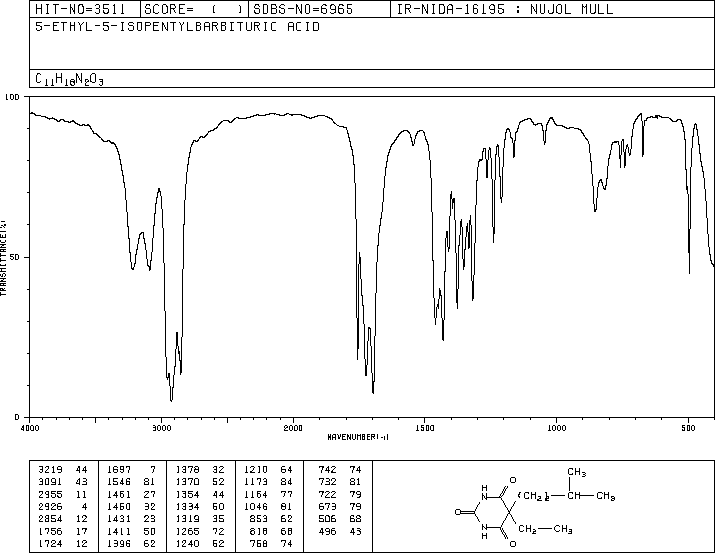 HIT-NO=3511 SCORE= ( ) SDBS-NO=6965 IR-NIDA-16195 : NUJOL MULL
5-ETHYL-5-ISOPENTYLBARBITURIC ACID
C11H18N2O3
100
50
0
TRANSMITTANCE(%)
4000 3000 2000 1500 1000 500
WAVENUMBER(-1)
3219 44 1697 7 1378 32 1210 64 742 74
3091 43 1546 81 1370 52 1173 84 732 81
2955 11 1461 27 1354 44 1164 77 722 79
2926 4 1450 32 1334 50 1046 81 673 79
2854 12 1431 23 1319 35 853 62 506 68
1756 17 1411 50 1265 72 818 68 496 43
1724 12 1396 62 1240 52 758 74
CH3
O (CH2)2 CH CH3
H
N
O
N
H
CH2 CH3
O